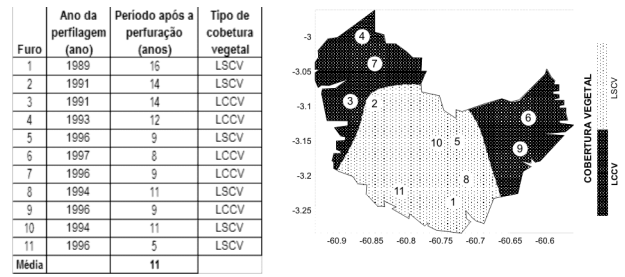 Furo Ano da perfilagem (ano) Período após a perfuração (anos) Tipo de cobetura vegetal
1 1989 16 LSCV
2 1991 14 LSCV
3 1991 14 LCCV
4 1993 12 LCCV
5 1996 9 LSCV
6 1997 8 LCCV
7 1996 9 LCCV
8 1994 11 LSCV
9 1996 9 LCCV
10 1994 11 LSCV
11 1996 5 LSCV
Média 11
-3
-3.05
-3.1
-3.15
-3.2
-3.25
-60.9 -60.85 -60.8 -60.75 -60.7 -60.65 -60.6
4
7
3
2
6
10
5
9
8
11
1
COBERTURA VEGETAL
LSCV
LCCV